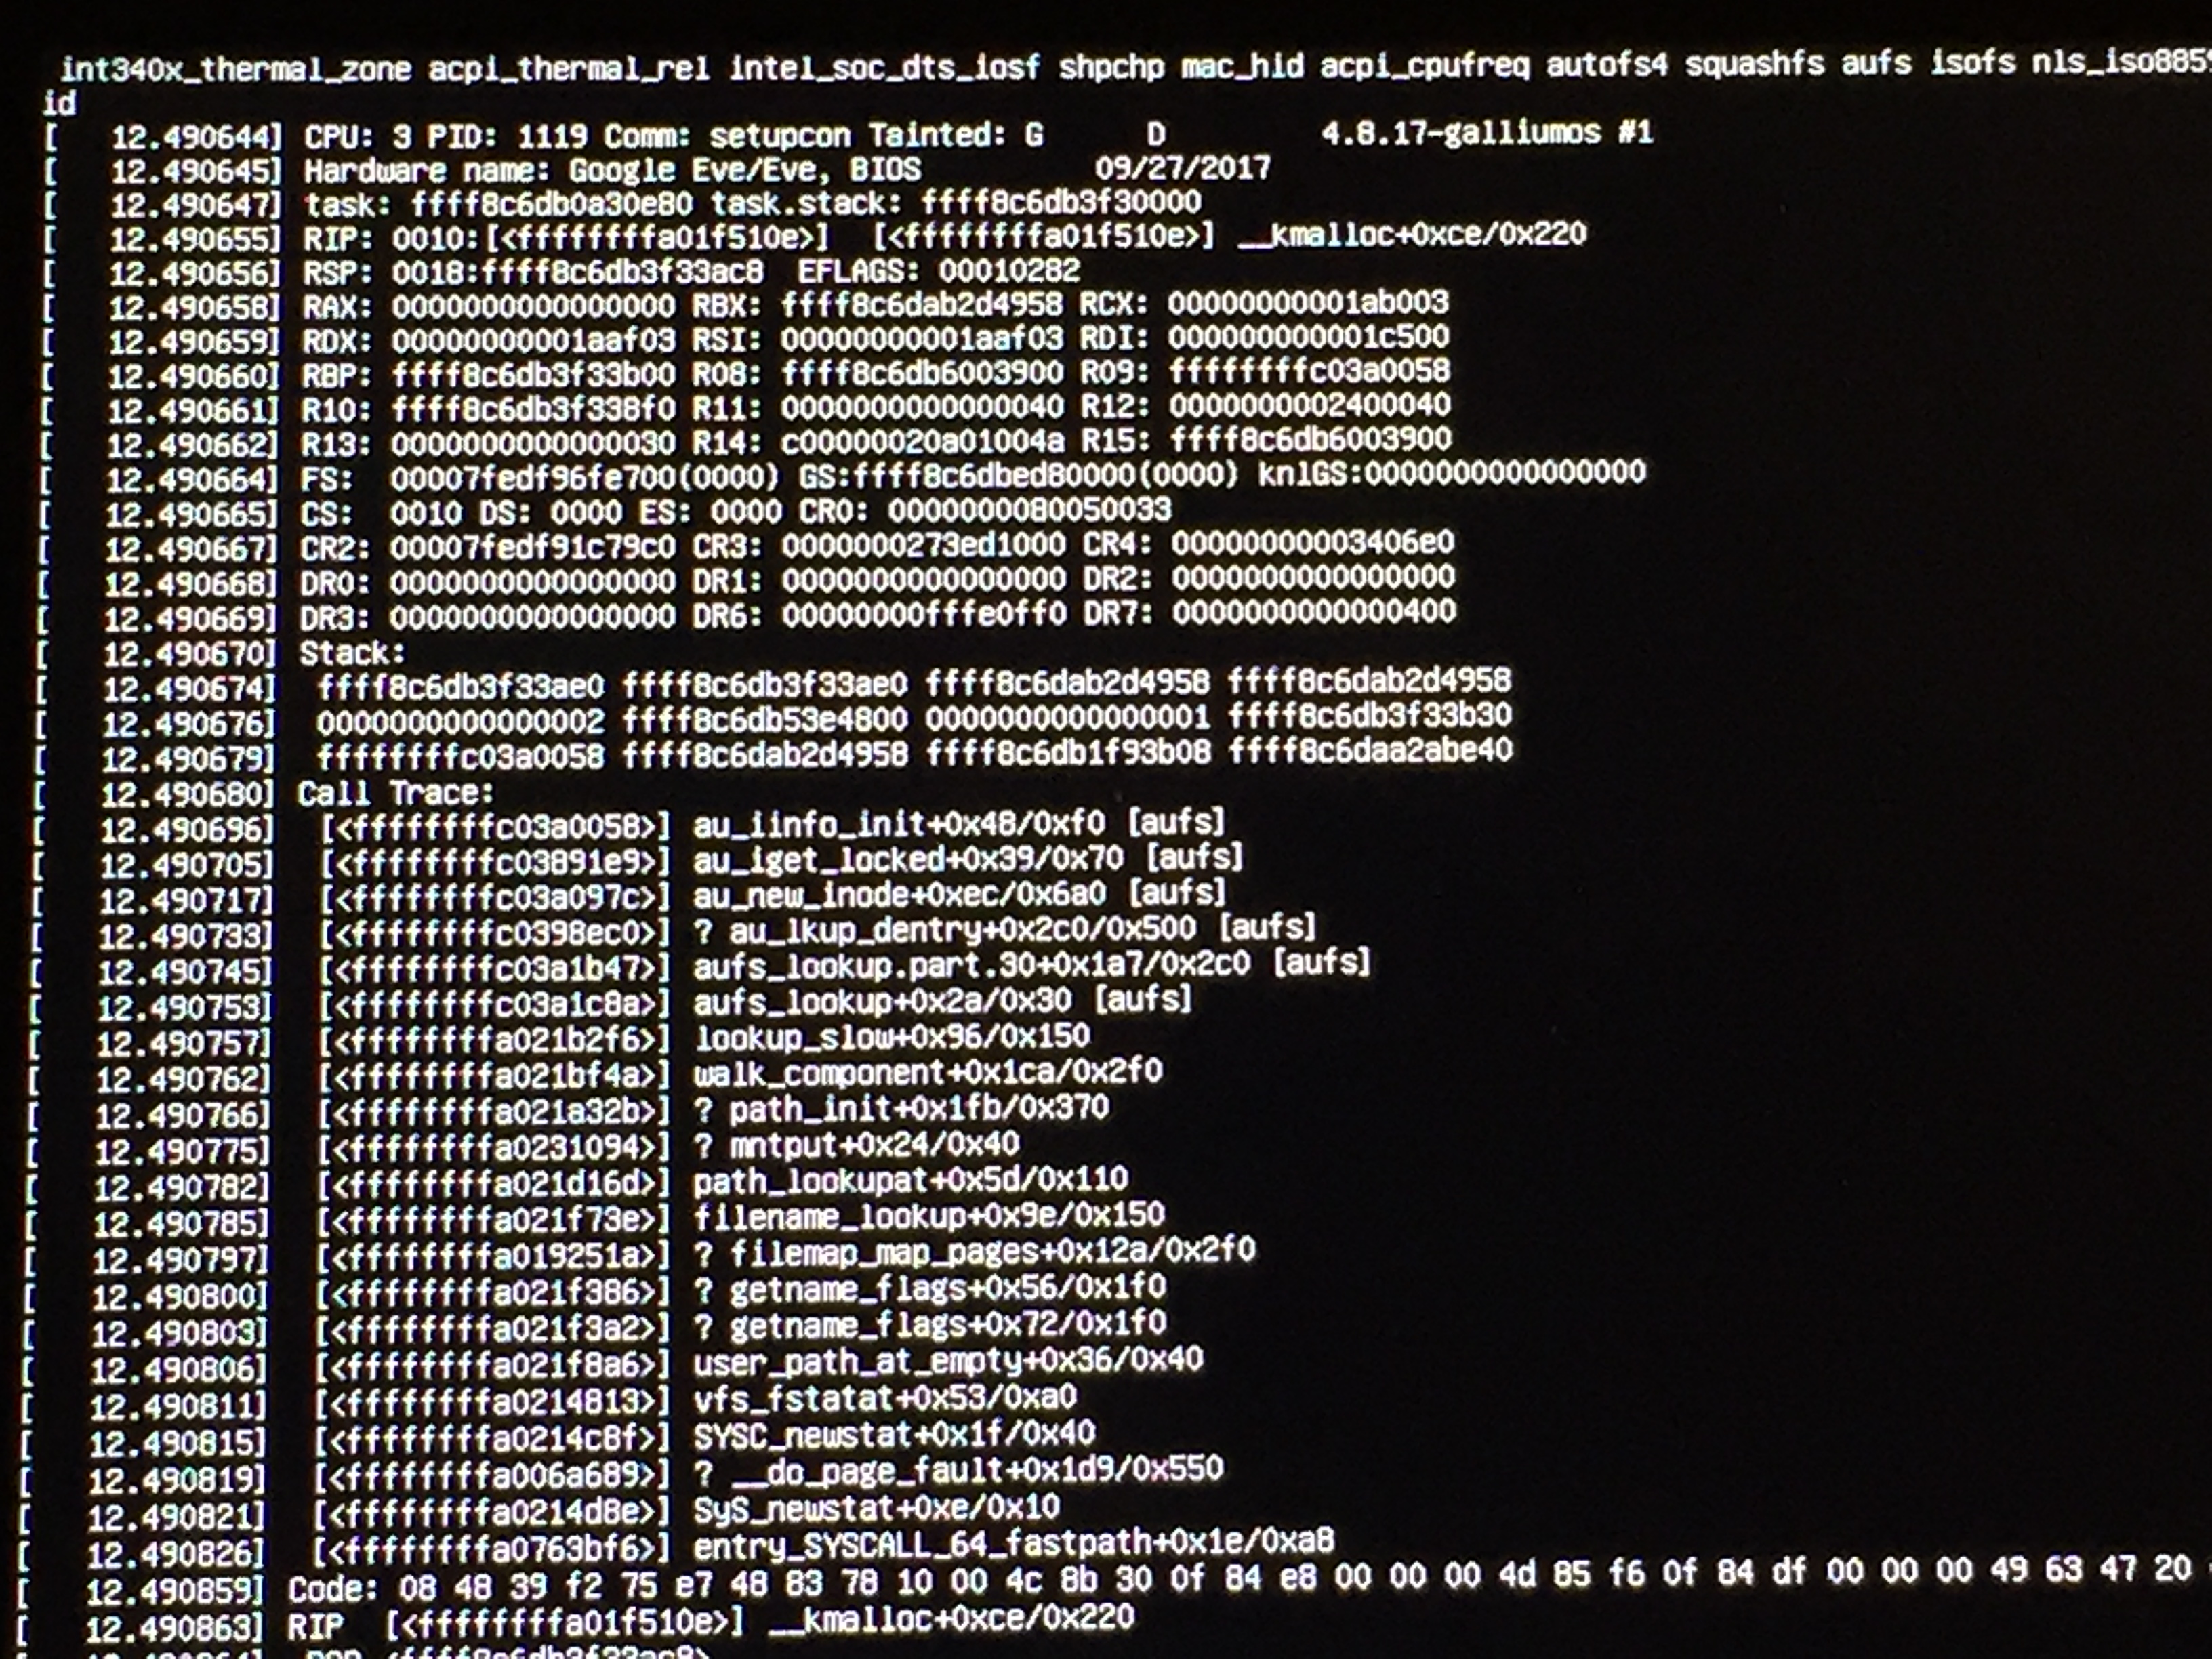 int340x_thermal_zone acpi_thermal_rel intel_soc_dts_iosf shpchp mac_hid acpi_cpufreq autofs4 squashfs aufs isofs nls_iso8859
id
[   12.490644] CPU: 3 PID: 1119 Comm: setupcon Tainted: G      D         4.8.17-galliumos #1
[   12.490645] Hardware name: Google Eve/Eve, BIOS          09/27/2017
[   12.490647] task: ffff8c6db0a30e80 task.stack: ffff8c6db3f30000
[   12.490655] RIP: 0010:[<ffffffffa01f510e>]  [<ffffffffa01f510e>] __kmalloc+0xce/0x220
[   12.490656] RSP: 0018:ffff8c6db3f33ac8  EFLAGS: 00010282
[   12.490658] RAX: 0000000000000000 RBX: ffff8c6dab2d4958 RCX: 00000000001ab003
[   12.490659] RDX: 00000000001aaf03 RSI: 00000000001aaf03 RDI: 000000000001c500
[   12.490660] RBP: ffff8c6db3f33b00 R08: ffff8c6db6003900 R09: ffffffffc03a0058
[   12.490661] R10: ffff8c6db3f338f0 R11: 0000000000000040 R12: 0000000002400040
[   12.490662] R13: 0000000000000030 R14: c00000020a01004a R15: ffff8c6db6003900
[   12.490664] FS:  00007fedf96fe700(0000) GS:ffff8c6dbed80000(0000) knlGS:0000000000000000
[   12.490665] CS:  0010 DS: 0000 ES: 0000 CR0: 0000000080050033
[   12.490667] CR2: 00007fedf91c79c0 CR3: 0000000273ed1000 CR4: 00000000003406e0
[   12.490668] DR0: 0000000000000000 DR1: 0000000000000000 DR2: 0000000000000000
[   12.490669] DR3: 0000000000000000 DR6: 00000000fffe0ff0 DR7: 0000000000000400
[   12.490670] Stack:
[   12.490674]  ffff8c6db3f33ae0 ffff8c6db3f33ae0 ffff8c6dab2d4958 ffff8c6dab2d4958
[   12.490676]  0000000000000002 ffff8c6db53e4800 0000000000000001 ffff8c6db3f33b30
[   12.490679]  ffffffffc03a0058 ffff8c6dab2d4958 ffff8c6db1f93b08 ffff8c6daa2abe40
[   12.490680] Call Trace:
[   12.490696]  [<ffffffffc03a0058>] au_iinfo_init+0x48/0xf0 [aufs]
[   12.490705]  [<ffffffffc03891e9>] au_iget_locked+0x39/0x70 [aufs]
[   12.490717]  [<ffffffffc03a097c>] au_new_inode+0xec/0x6a0 [aufs]
[   12.490733]  [<ffffffffc0398ec0>] ? au_lkup_dentry+0x2c0/0x500 [aufs]
[   12.490745]  [<ffffffffc03a1b47>] aufs_lookup.part.30+0x1a7/0x2c0 [aufs]
[   12.490753]  [<ffffffffc03a1c8a>] aufs_lookup+0x2a/0x30 [aufs]
[   12.490757]  [<ffffffffa021b2f6>] lookup_slow+0x96/0x150
[   12.490762]  [<ffffffffa021bf4a>] walk_component+0x1ca/0x2f0
[   12.490766]  [<ffffffffa021a32b>] ? path_init+0x1fb/0x370
[   12.490775]  [<ffffffffa0231094>] ? mntput+0x24/0x40
[   12.490782]  [<ffffffffa021d16d>] path_lookupat+0x5d/0x110
[   12.490785]  [<ffffffffa021f73e>] filename_lookup+0x9e/0x150
[   12.490797]  [<ffffffffa019251a>] ? filemap_map_pages+0x12a/0x2f0
[   12.490800]  [<ffffffffa021f386>] ? getname_flags+0x56/0x1f0
[   12.490803]  [<ffffffffa021f3a2>] ? getname_flags+0x72/0x1f0
[   12.490806]  [<ffffffffa021f8a6>] user_path_at_empty+0x36/0x40
[   12.490811]  [<ffffffffa0214813>] vfs_fstatat+0x53/0xa0
[   12.490815]  [<ffffffffa0214c8f>] SYSC_newstat+0x1f/0x40
[   12.490819]  [<ffffffffa006a689>] ? __do_page_fault+0x1d9/0x550
[   12.490821]  [<ffffffffa0214d8e>] SyS_newstat+0xe/0x10
[   12.490826]  [<ffffffffa0763bf6>] entry_SYSCALL_64_fastpath+0x1e/0xa8
[   12.490859] Code: 08 48 39 f2 75 e7 48 83 78 10 00 4c 8b 30 0f 84 e8 00 00 00 4d 85 f6 0f 84 df 00 00 00 49 63 47 20
[   12.490863] RIP  [<ffffffffa01f510e>] __kmalloc+0xce/0x220